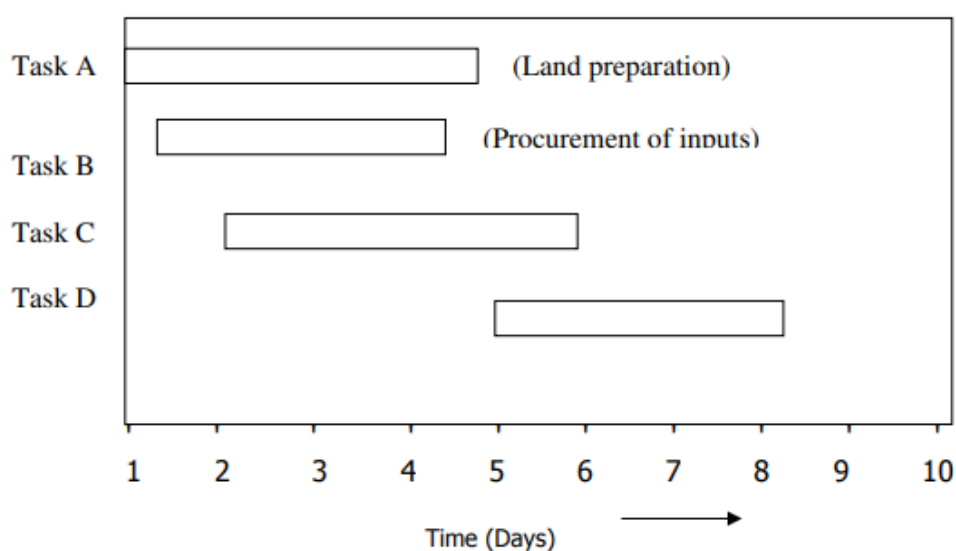 Task A (Land preparation)
(Procurement of inputs)
Task B
Task C
Task D
1 2 3 4 5 6 7 8 9 10
Time (Days)